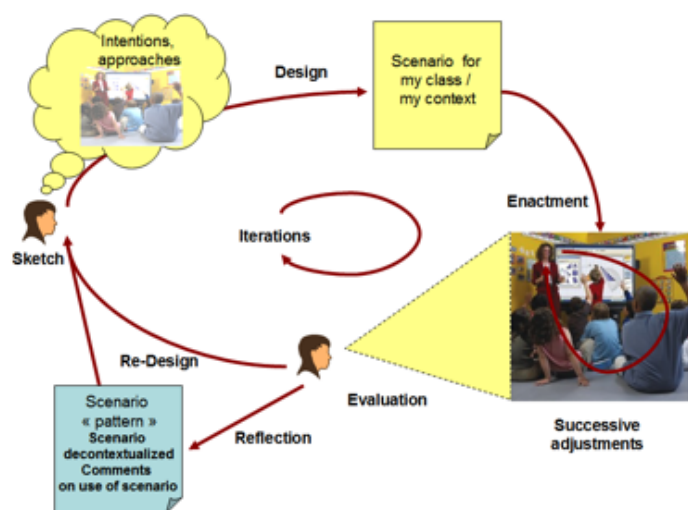 Intentions,
approaches
Design
Scenario for
my class /
my context
Enactment
Iterations
Sketch
Re-Design
Evaluation
Successive
adjustments
Scenario
« pattern »
Scenario
decontextualized
Comments
on use of scenario
Reflection